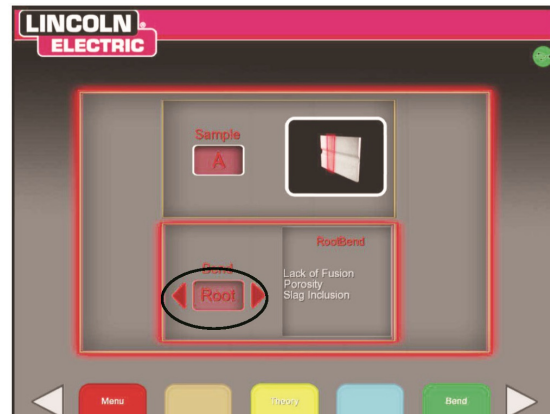 LINCOLN
ELECTRIC
Sample
A
RootBend
Bend
Root
Lack of Fusion
Porosity
Slag Inclusion
Menu
Theory
Bend